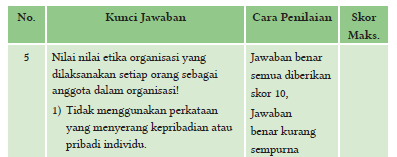 No. Kunci Jawaban Cara Penilaian Skor Maks.
5 Nilai nilai etika organisasi yang dilaksanakan setiap orang sebagai anggota dalam organisasi!
1) Tidak menggunakan perkataan yang menyerang kepribadian atau pribadi individu.
Jawaban benar semua diberikan skor 10,
Jawaban benar kurang sempurna